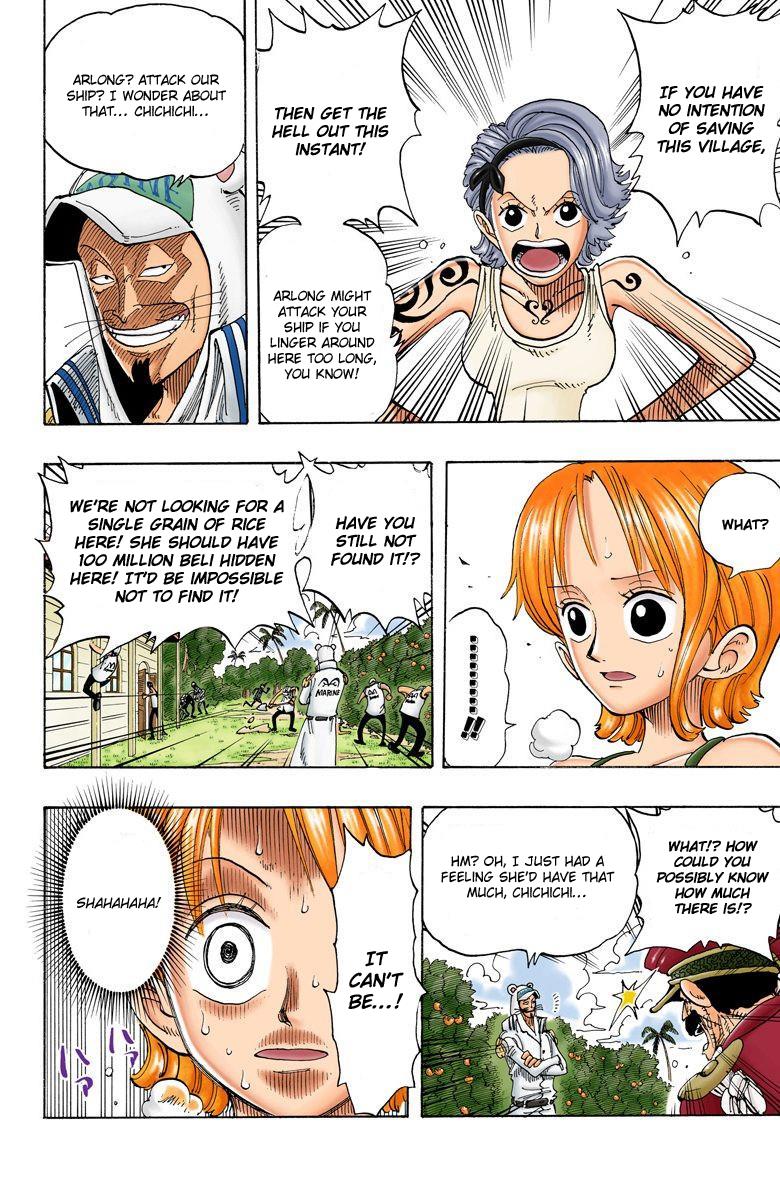 IF YOU HAVE
NO INTENTION
OF SAVING
THIS VILLAGE,
THEN GET THE
HELL OUT THIS
INSTANT!
ARLONG MIGHT
ATTACK YOUR
SHIP IF YOU
LINGER AROUND
HERE TOO LONG,
YOU KNOW!
ARLONG? ATTACK OUR
SHIP? I WONDER ABOUT
THAT... CHICHICHI...
WHAT?
!!
HAVE YOU
STILL NOT
FOUND IT!?
WE'RE NOT LOOKING FOR A
SINGLE GRAIN OF RICE
HERE! SHE SHOULD HAVE
100 MILLION BELI HIDDEN
HERE! IT'D BE IMPOSSIBLE
NOT TO FIND IT!
MARINE
WHAT!? HOW
COULD YOU
POSSIBLY KNOW
HOW MUCH
THERE IS!?
HM? OH, I JUST HAD A
FEELING SHE'D HAVE THAT
MUCH, CHICHICHI...
IT
CAN'T
BE...!
SHAHAHAHA!
ハァ
ハァ